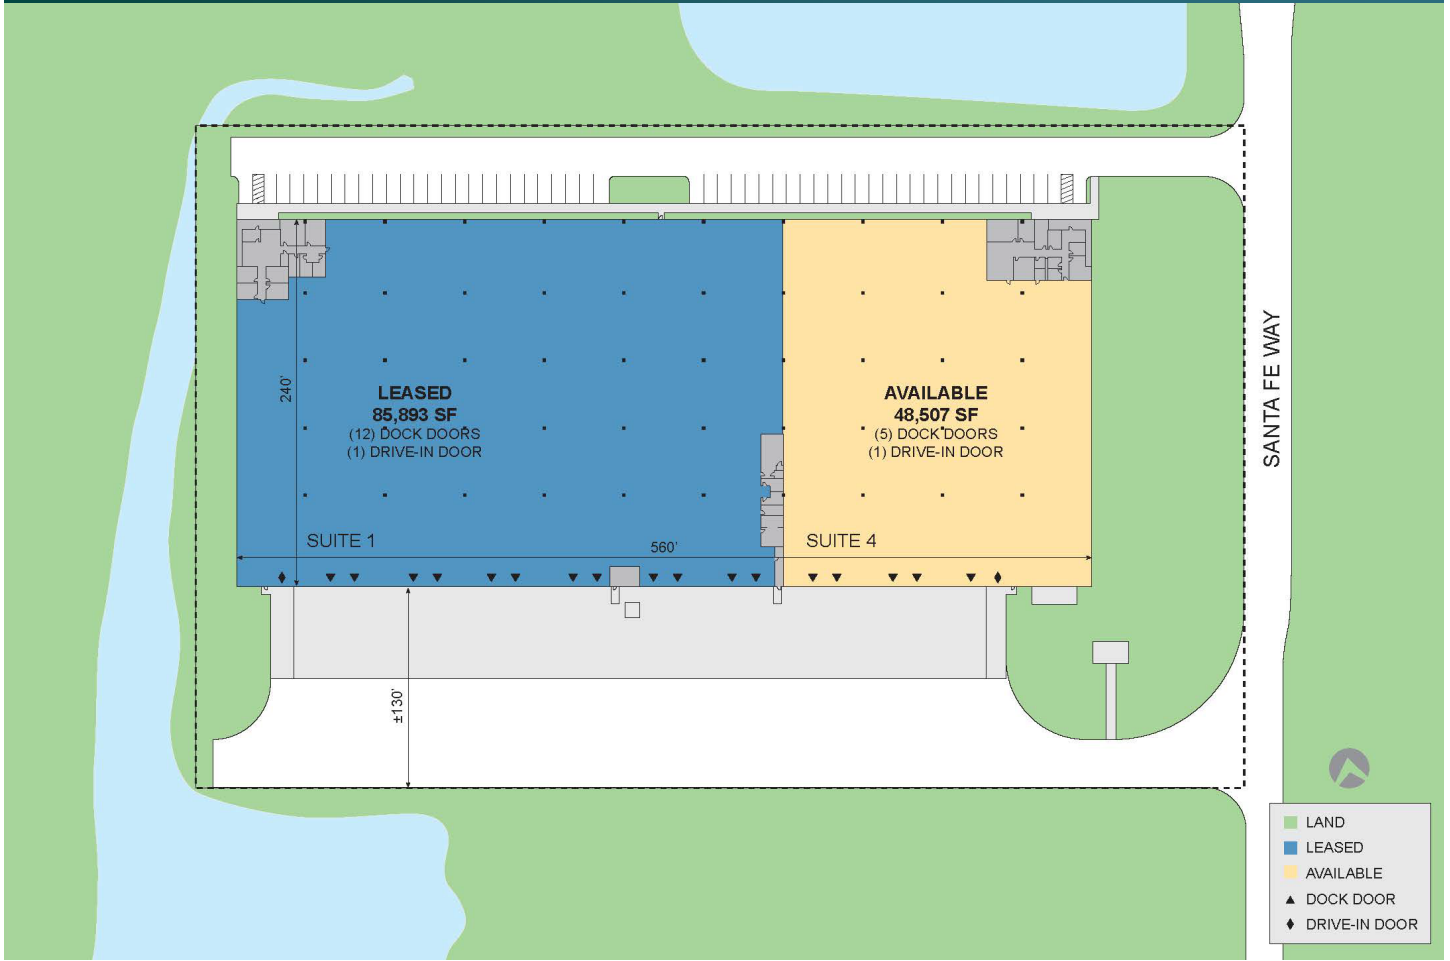 SANTA FE WAY
240'
LEASED
85,893 SF
(12) DOCK DOORS
(1) DRIVE-IN DOOR
AVAILABLE
48,507 SF
(5) DOCK DOORS
(1) DRIVE-IN DOOR
SUITE 1
560'
SUITE 4
±130'
LAND
LEASED
AVAILABLE
DOCK DOOR
DRIVE-IN DOOR